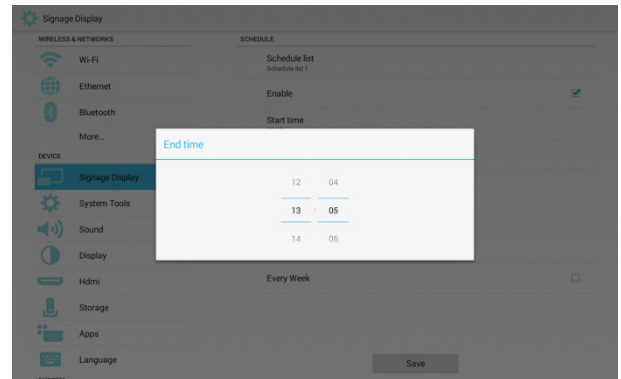 Signage Display
WIRELESS & NETWORKS
Wi-Fi
Ethernet
Bluetooth
More...
DEVICE
Signage Display
System Tools
Sound
Display
Hdmi
Storage
Apps
Language
SCHEDULE
Schedule list
Schedule list 1
Enable
Start time
End time
12 04
13 : 05
14 06
Every Week
Save